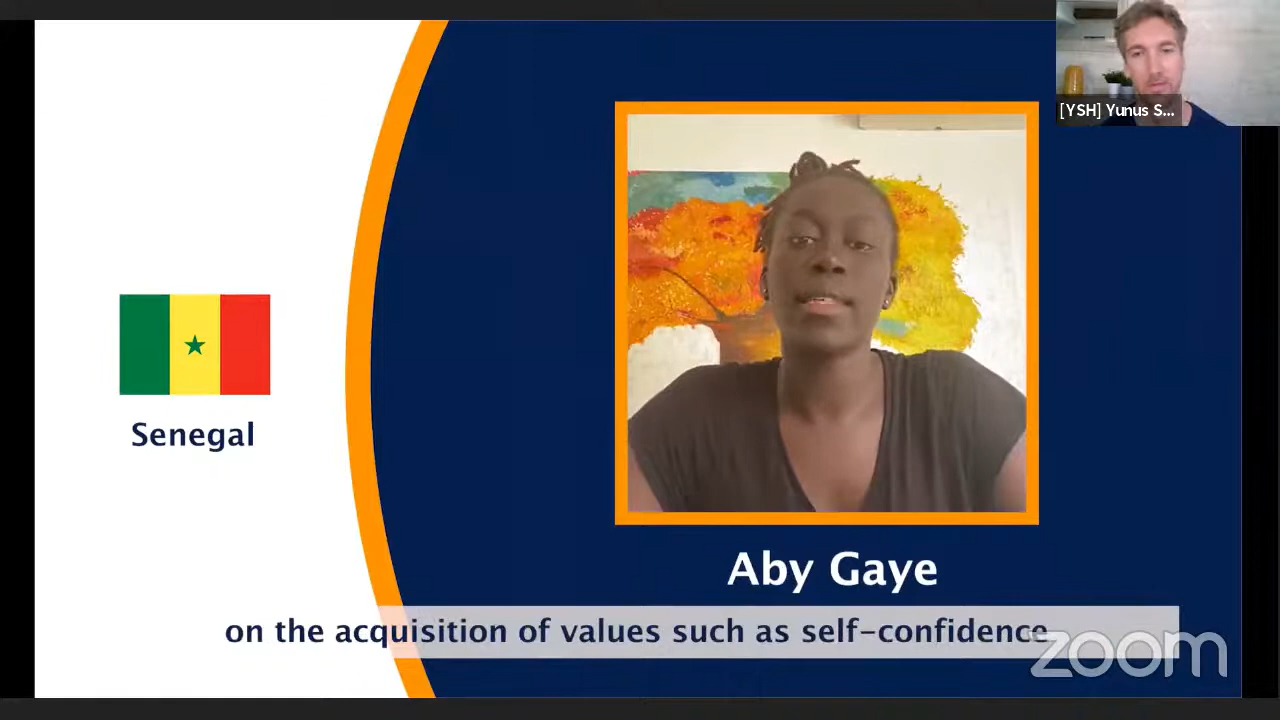 [YSH] Yunus S...
Senegal
Aby Gaye
on the acquisition of values such as self-confidence
zoom